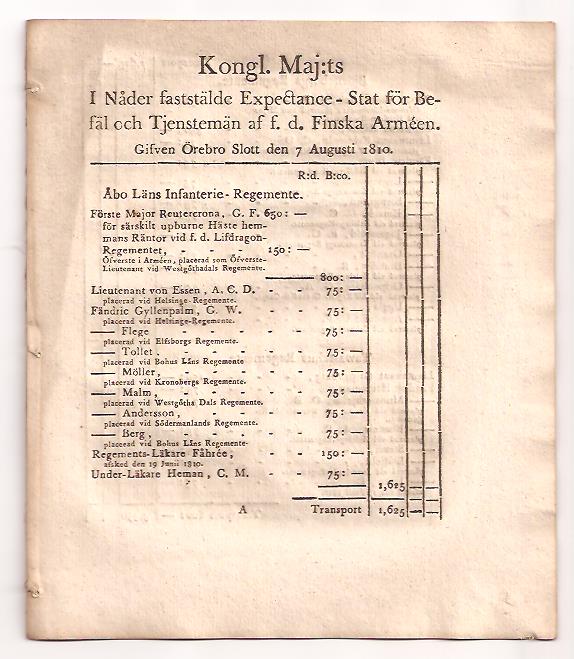 Kongl. Maj:ts
I Nåder faststälde Expectance-Stat för Be-
fäl och Tjenstemän af f. d. Finska Arméen.
Gifven Örebro Slott den 7 Augusti 1810.
R:d. B:co.
Åbo Läns Infanterie-Regemente.
Förste Major Reutercrona, G. F. 650: —
för särskilt upburne Häste hem-
mans Räntor vid f. d. Lifdragon-
Regementet, - - - 150: —
Öfverste i Arméen, placerad som Öfverste-
Lieutenant vid Westgöthadals Regemente.
800: —
Lieutenant von Essen, A. C. D. - - 75: —
placerad vid Helsinge-Regemente.
Fändric Gyllenpalm, G. W. - - 75: —
placerad vid Helsinge-Regemente.
— Flege - - - - 75: —
placerad vid Elfsborgs Regemente.
— Tollet, - - - - 75: —
placerad vid Bohus Läns Regemente
— Möller, - - - - 75: —
placerad vid Kronobergs Regemente.
— Malm, - - - - 75: —
placerad vid Westgötha Dals Regemente.
— Andersson, - - - 75: —
placerad vid Södermanlands Regemente.
— Berg, - - - - 75: —
placerad vid Bohus Läns Regemente-
Regements-Läkare Fåhrée, - - 150: —
afsked den 19 Junii 1810.
Under-Läkare Heman, C. M. - - 75: —
1,625 — —
A Transport 1,625 — —